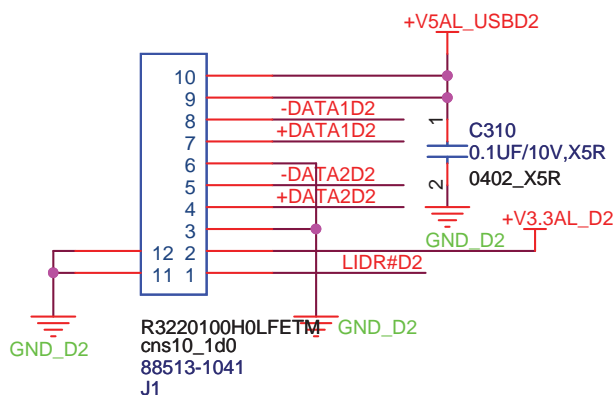 +V5AL_USBD2
10
9
8
-DATA1D2
7
+DATA1D2
6
5
-DATA2D2
4
+DATA2D2
3
12
2
11
1
LIDR#D2
1
C310
0.1UF/10V,X5R
2
0402_X5R
GND_D2
+V3.3AL_D2
GND_D2
GND_D2
R3220100H0LFETM
cns10_1d0
88513-1041
J1